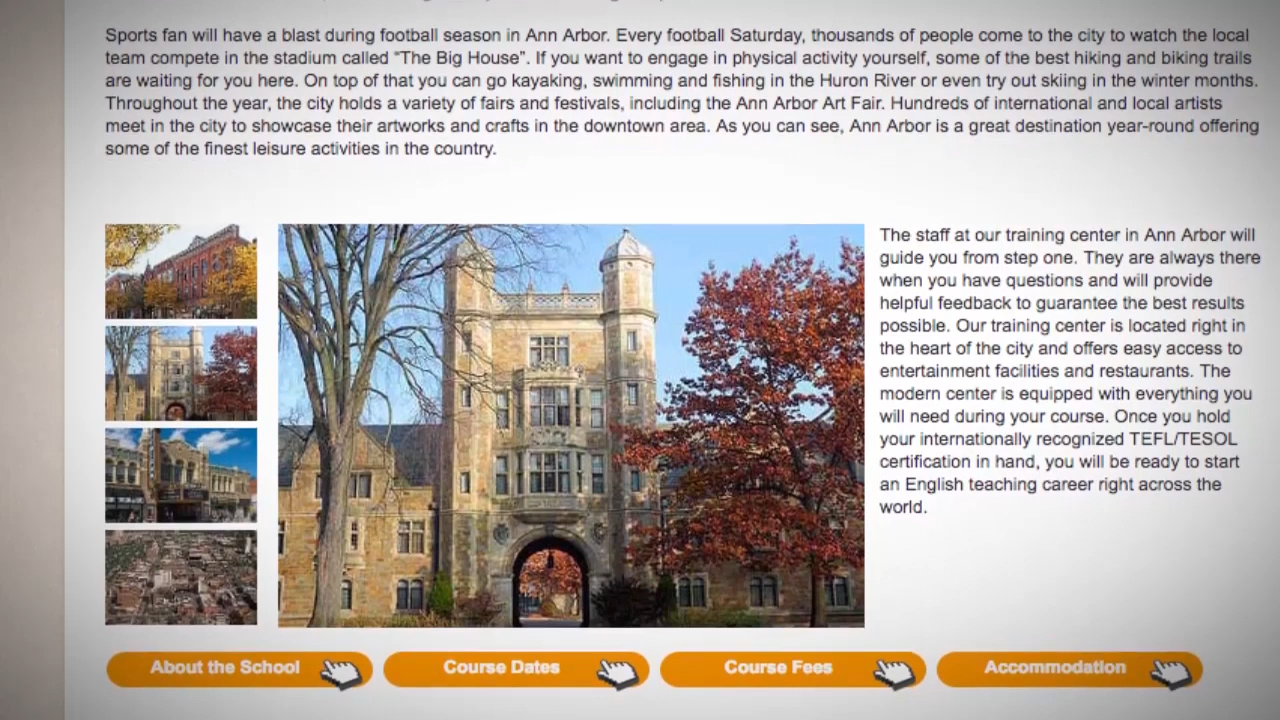 Sports fan will have a blast during football season in Ann Arbor. Every football Saturday, thousands of people come to the city to watch the local
team compete in the stadium called “The Big House”. If you want to engage in physical activity yourself, some of the best hiking and biking trails
are waiting for you here. On top of that you can go kayaking, swimming and fishing in the Huron River or even try out skiing in the winter months.
Throughout the year, the city holds a variety of fairs and festivals, including the Ann Arbor Art Fair. Hundreds of international and local artists
meet in the city to showcase their artworks and crafts in the downtown area. As you can see, Ann Arbor is a great destination year-round offering
some of the finest leisure activities in the country.
The staff at our training center in Ann Arbor will
guide you from step one. They are always there
when you have questions and will provide
helpful feedback to guarantee the best results
possible. Our training center is located right in
the heart of the city and offers easy access to
entertainment facilities and restaurants. The
modern center is equipped with everything you
will need during your course. Once you hold
your internationally recognized TEFL/TESOL
certification in hand, you will be ready to start
an English teaching career right across the
world.
About the School
Course Dates
Course Fees
Accommodation